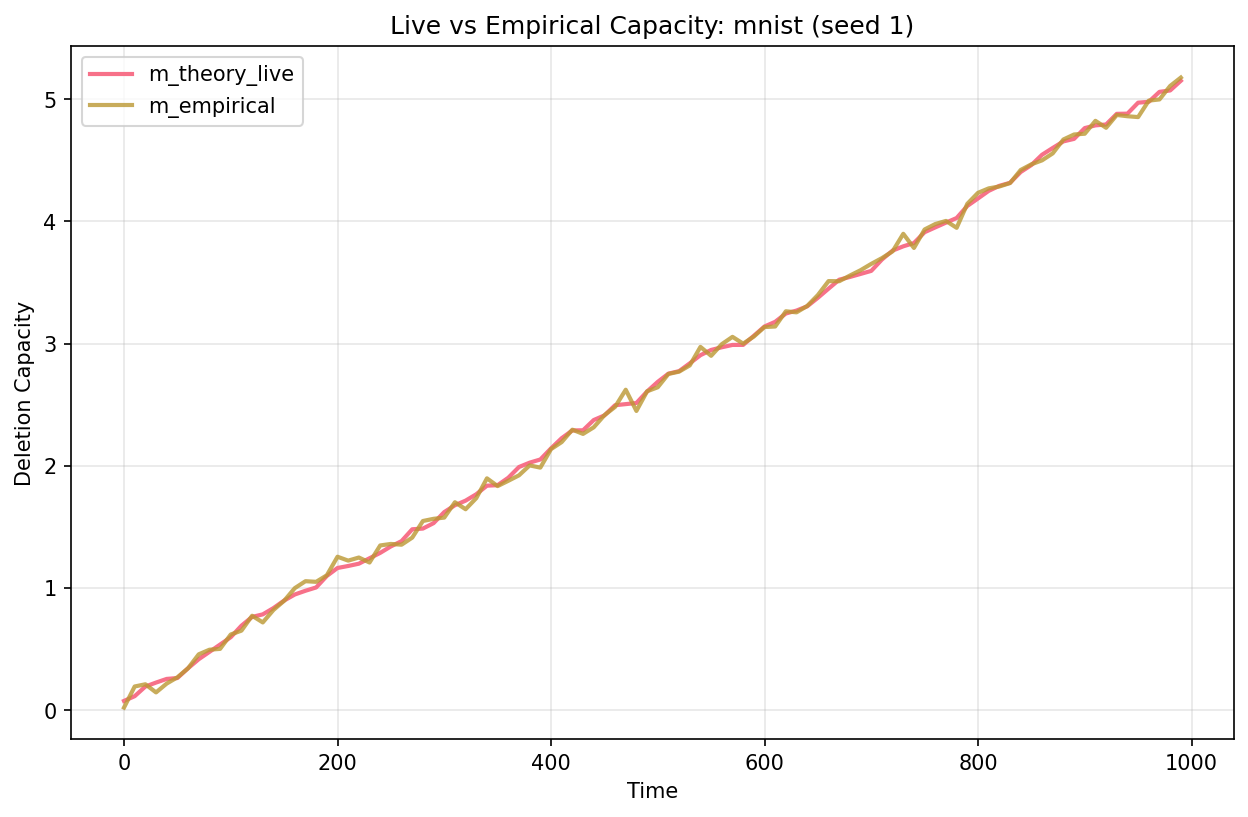 Live vs Empirical Capacity: mnist (seed 1)
m_theory_live
m_empirical
Deletion Capacity
5
4
3
2
1
0
0 200 400 600 800 1000
Time